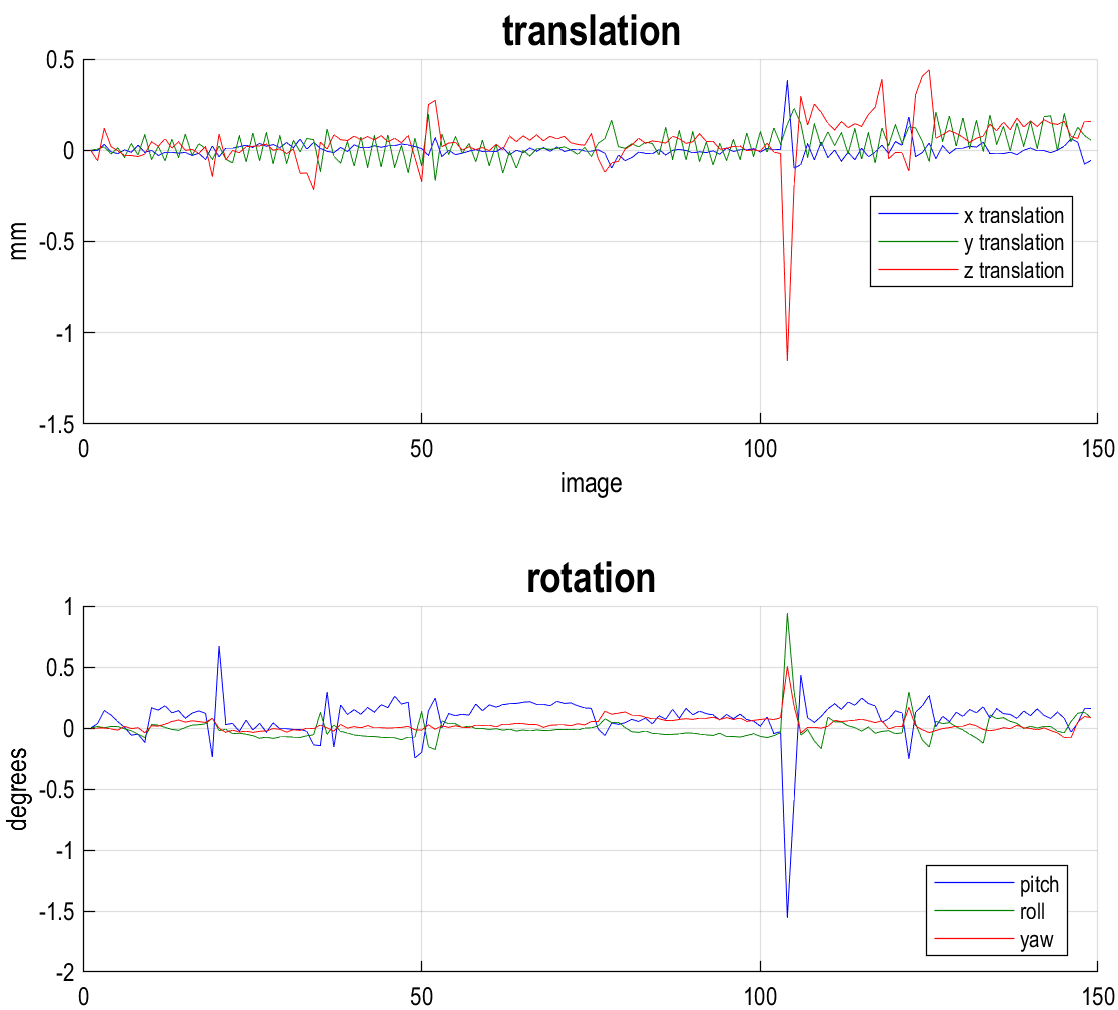 translation
0.5
0
-0.5
-1
-1.5
mm
x translation
y translation
z translation
0 50 100 150
image
rotation
1
0.5
0
-0.5
-1
-1.5
-2
degrees
pitch
roll
yaw
0 50 100 150